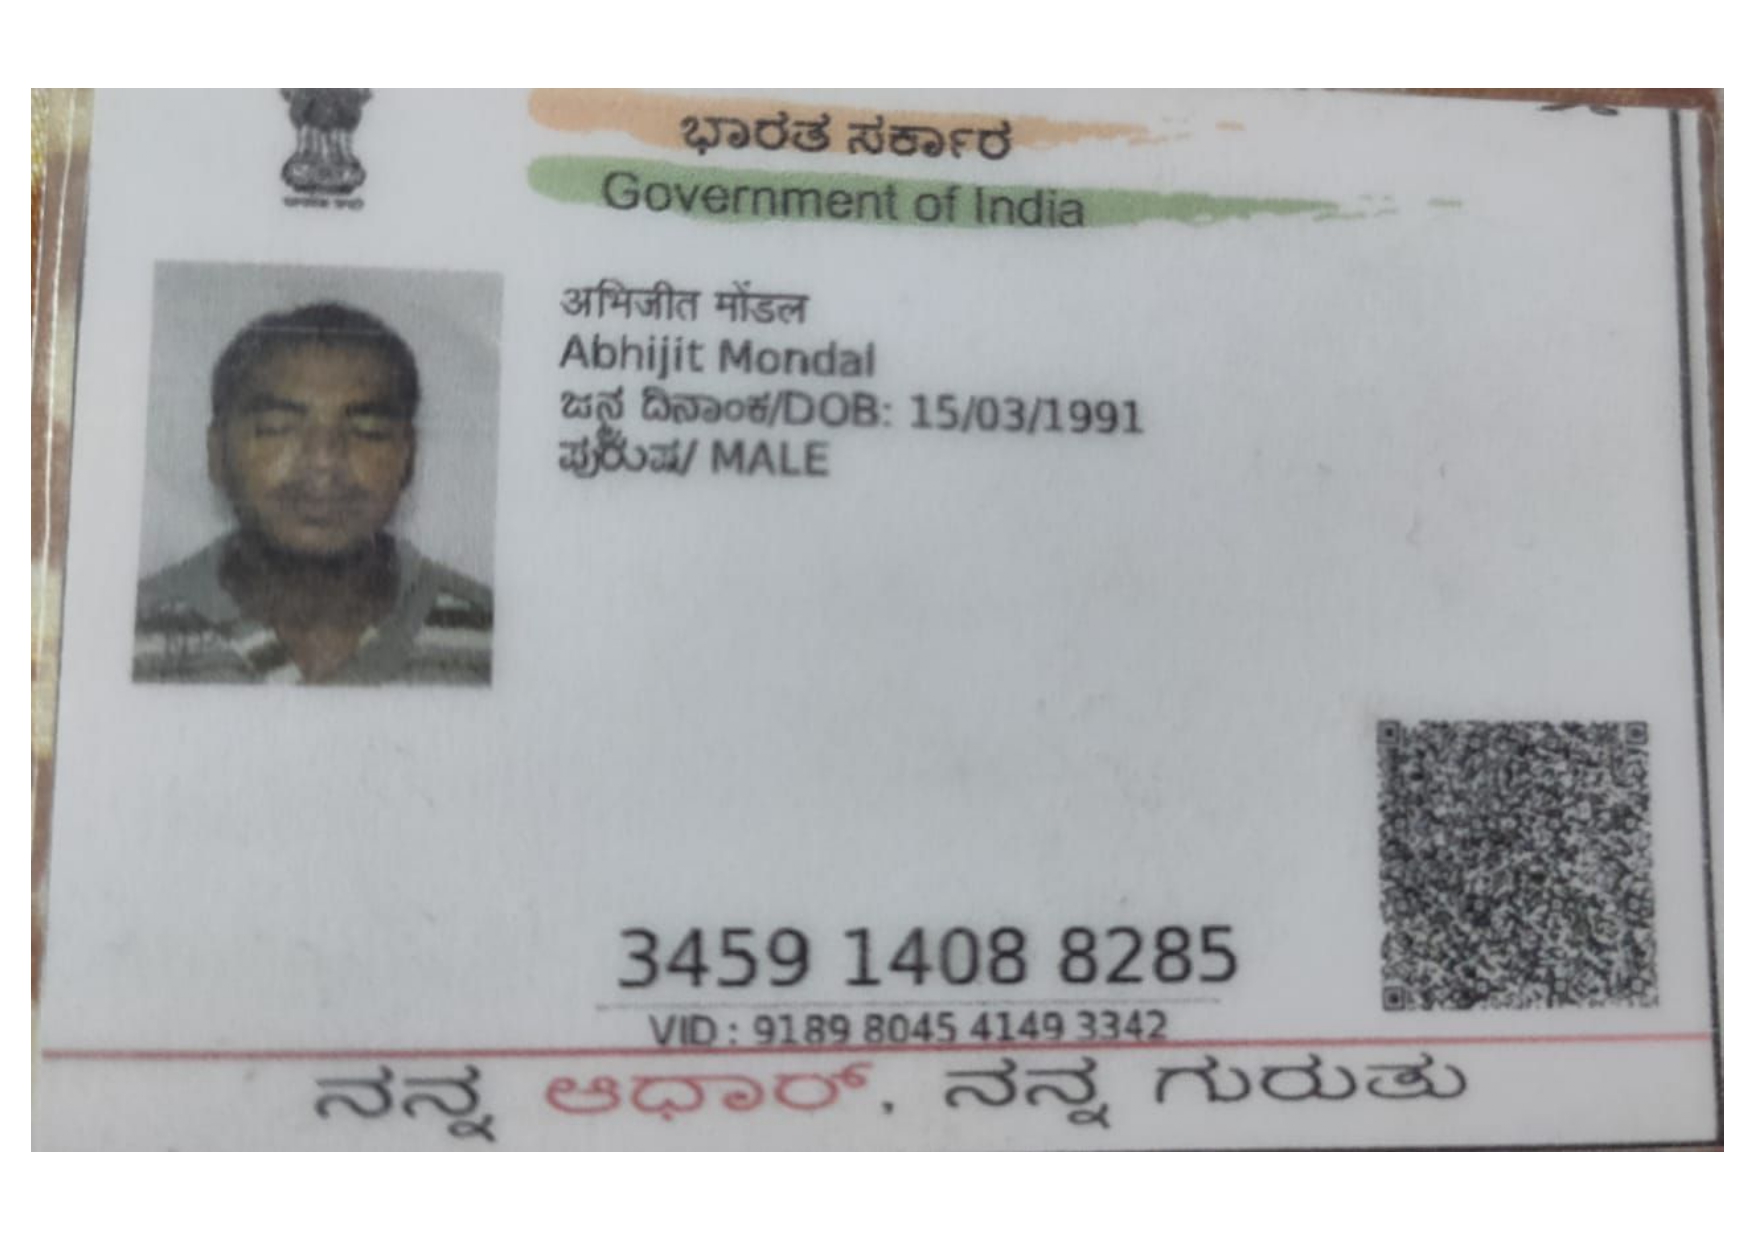 ಭಾರತ ಸರ್ಕಾರ
Government of India
अभिजीत मोंडल
Abhijit Mondal
ಜನ್ಮ ದಿನಾಂಕ/DOB: 15/03/1991
ಪುರುಷ/ MALE
3459 1408 8285
VID : 9189 8045 4149 3342
ನನ್ನ ಆಧಾರ್, ನನ್ನ ಗುರುತು